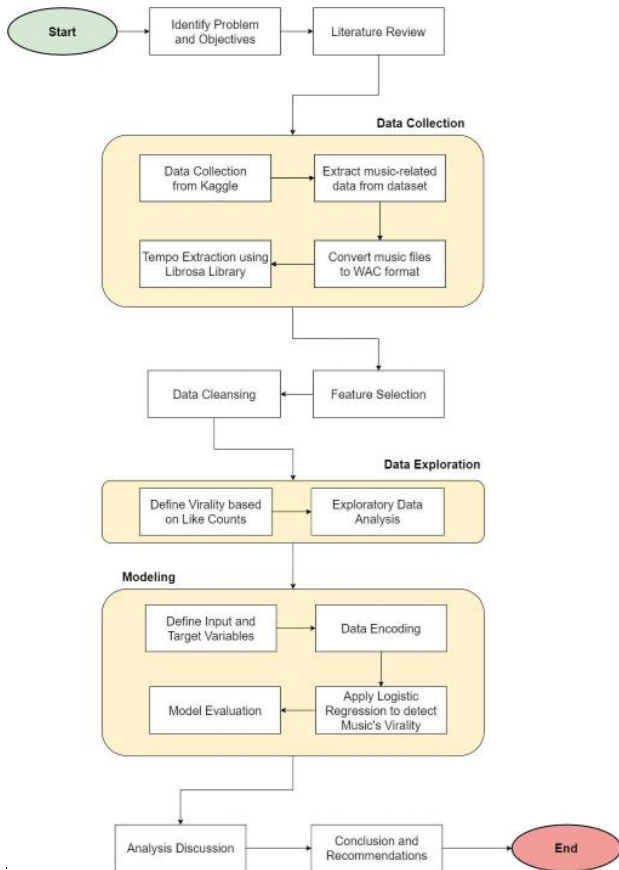 Start
Identify Problem
and Objectives
Literature Review
Data Collection
Data Collection
from Kaggle
Extract music-related
data from dataset
Tempo Extraction using
Librosa Library
Convert music files
to WAC format
Data Cleansing
Feature Selection
Data Exploration
Define Virality based
on Like Counts
Exploratory Data
Analysis
Modeling
Define Input and
Target Variables
Data Encoding
Model Evaluation
Apply Logistic
Regression to detect
Music's Virality
Analysis Discussion
Conclusion and
Recommendations
End